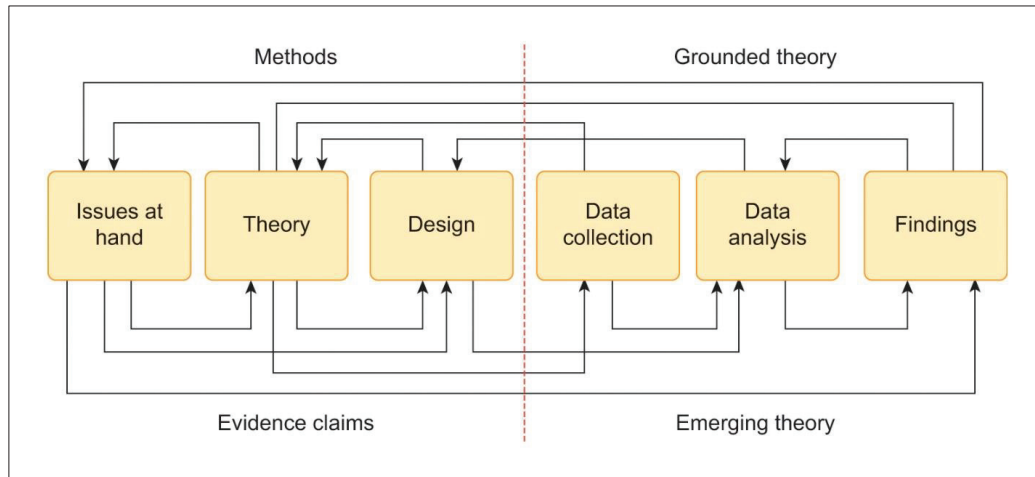 Methods
Grounded theory
Issues at
hand
Theory
Design
Data
collection
Data
analysis
Findings
Evidence claims
Emerging theory